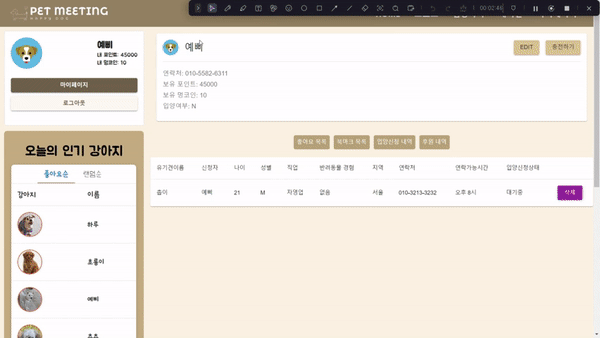 PET MEETING
HAPPY DOG
00:02:46
예삐
내 포인트: 45000
내 멍코인: 10
마이페이지
로그아웃
예삐
EDIT
충전하기
연락처: 010-5582-6311
보유 포인트: 45000
보유 멍코인: 10
입양여부: N
좋아요 목록
북마크 목록
입양신청 내역
후원 내역
오늘의 인기 강아지
좋아요순
랜덤순
강아지 이름
하루
초롱이
예삐
유기견이름 신청자 나이 성별 직업 반려동물 경험 지역 연락처 연락가능시간 입양신청상태
예삐 21 M 자영업 없음 서울 010-3213-3232 오후 8시 대기중 삭제